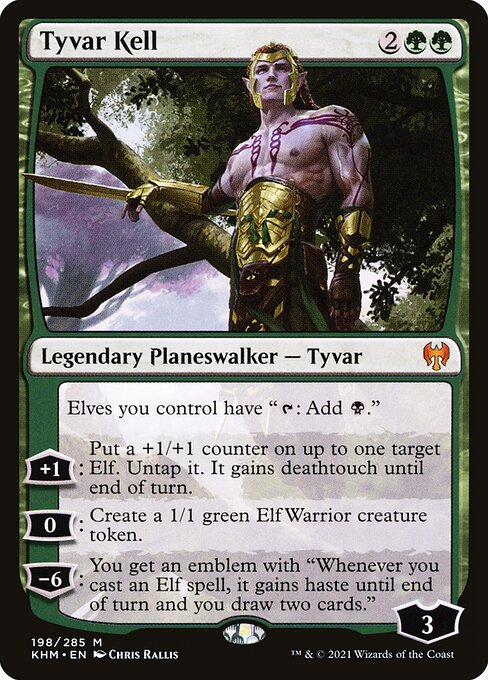 Tyvar Kell 2
Legendary Planeswalker — Tyvar
Elves you control have “: Add .”
Put a +1/+1 counter on up to one target
+1: Elf. Untap it. It gains deathtouch until
end of turn.
0: Create a 1/1 green Elf Warrior creature
token.
You get an emblem with “Whenever you
−6: cast an Elf spell, it gains haste until end
of turn and you draw two cards.”
3
198/285 M
KHM • EN Chris Rallis ™ & © 2021 Wizards of the Coast